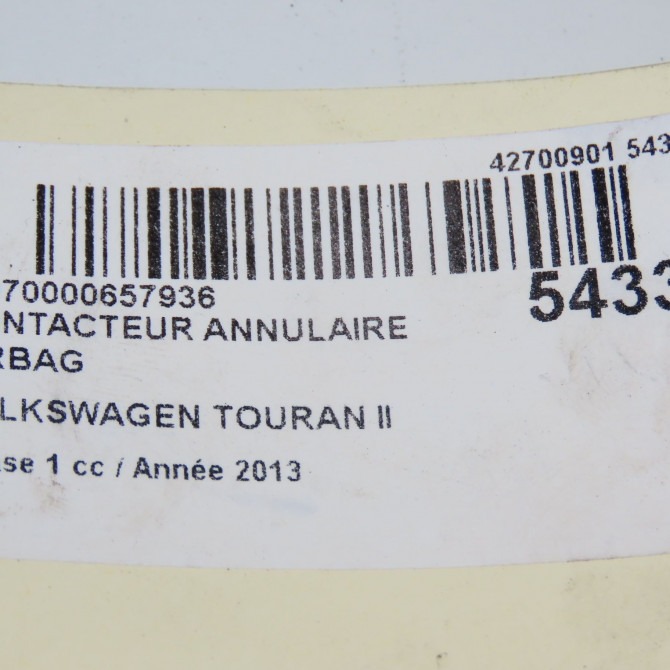 42700901 543
70000657936
5433
NTACTEUR ANNULAIRE
RBAG
LKSWAGEN TOURAN II
se 1 cc / Année 2013